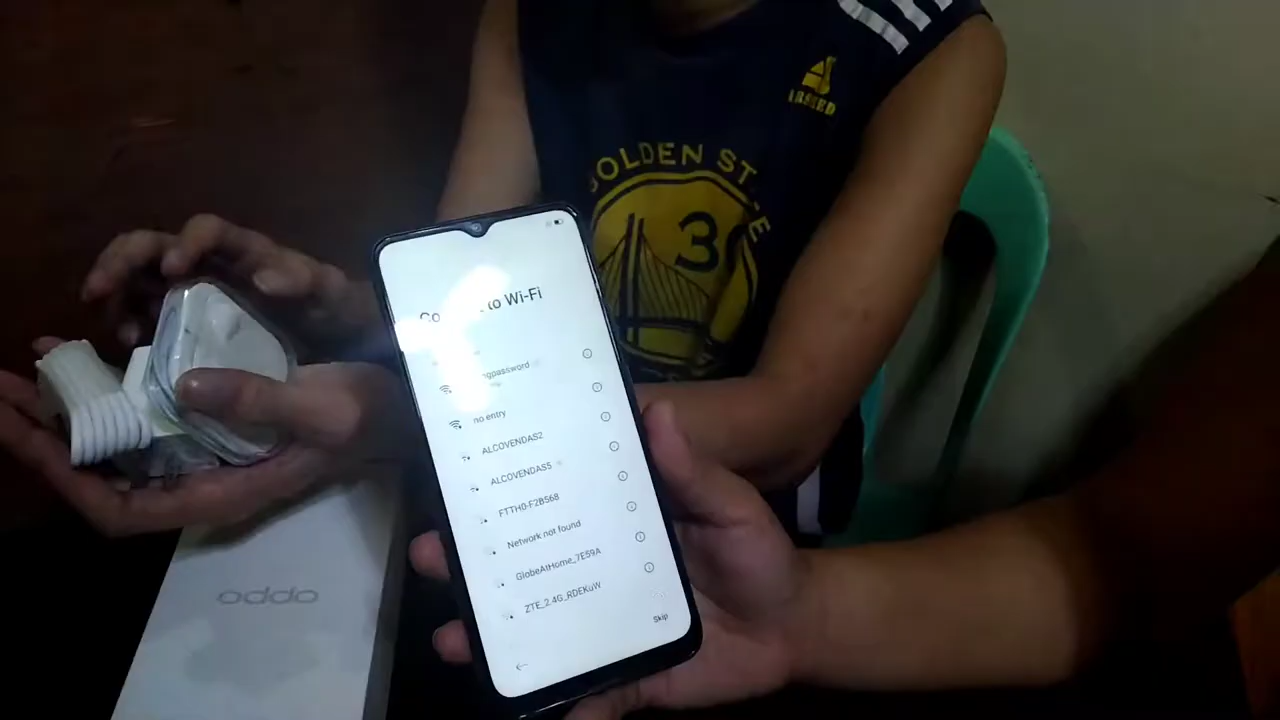 ARSEED
GOLDEN STATE
30
to Wi-Fi
no entry
ALCOVENDAS2
ALCOVENDAS5
FTTH0-F2B568
Network not found
GlobeAtHome_7E59A
ZTE_2.4G_RDEKuW
Skip
oppo